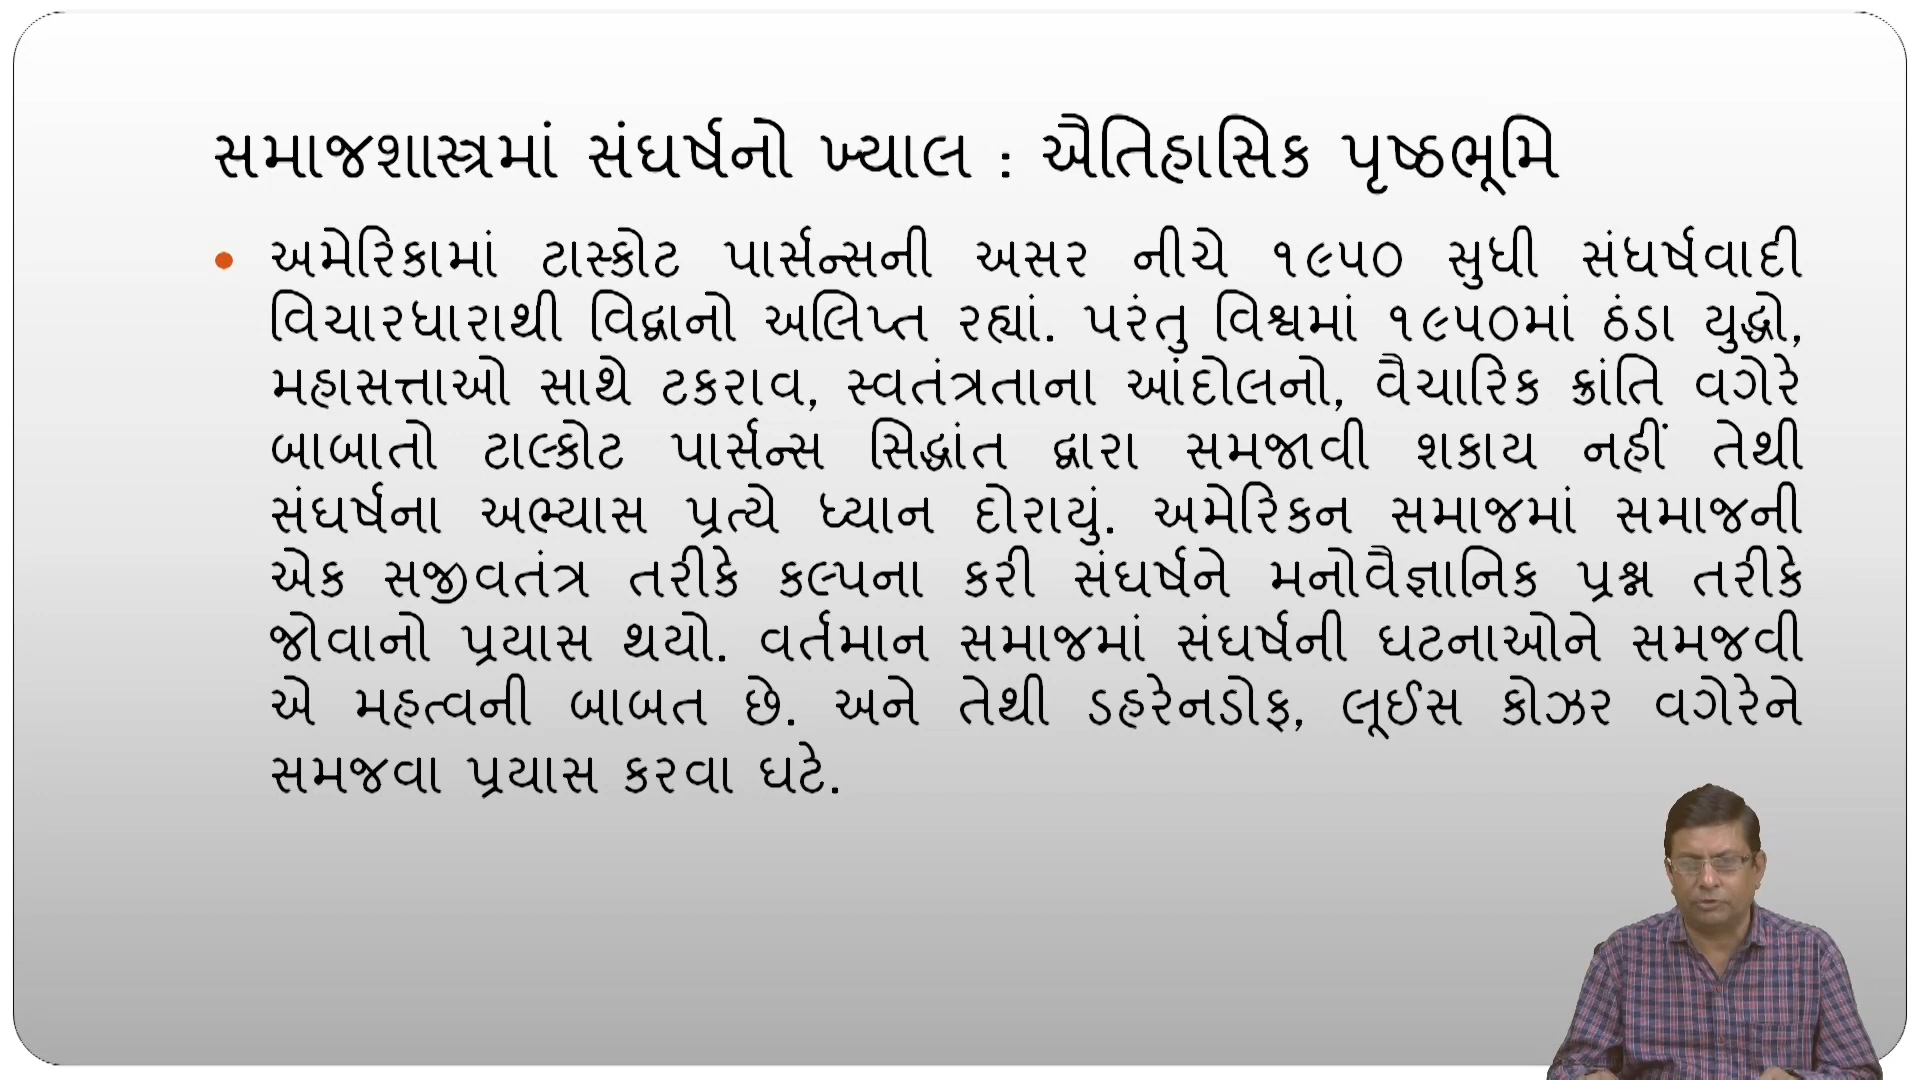 સમાજશાસ્ત્રમાં સંઘર્ષનો ખ્યાલ : ઐતિહાસિક પૃષ્ઠભૂમિ
• અમેરિકામાં ટાસ્કોટ પાર્સન્સની અસર નીચે ૧૯૫૦ સુધી સંધર્ષવાદી
વિચારધારાથી વિદ્વાનો અલિપ્ત રહ્યાં. પરંતુ વિશ્વમાં ૧૯૫૦માં ઠંડા યુદ્ધો,
મહાસત્તાઓ સાથે ટકરાવ, સ્વતંત્રતાના આંદોલનો, વૈચારિક ક્રાંતિ વગેરે
બાબાતો ટાલ્કોટ પાર્સન્સ સિદ્ધાંત દ્વારા સમજાવી શકાય નહીં તેથી
સંઘર્ષના અભ્યાસ પ્રત્યે ધ્યાન દોરાયું. અમેરિકન સમાજમાં સમાજની
એક સજીવતંત્ર તરીકે કલ્પના કરી સંઘર્ષને મનોવૈજ્ઞાનિક પ્રશ્ન તરીકે
જોવાનો પ્રયાસ થયો. વર્તમાન સમાજમાં સંઘર્ષની ઘટનાઓને સમજવી
એ મહત્વની બાબત છે. અને તેથી ડહરેનડોફ, લૂઈસ કોઝર વગેરેને
સમજવા પ્રયાસ કરવા ઘટે.